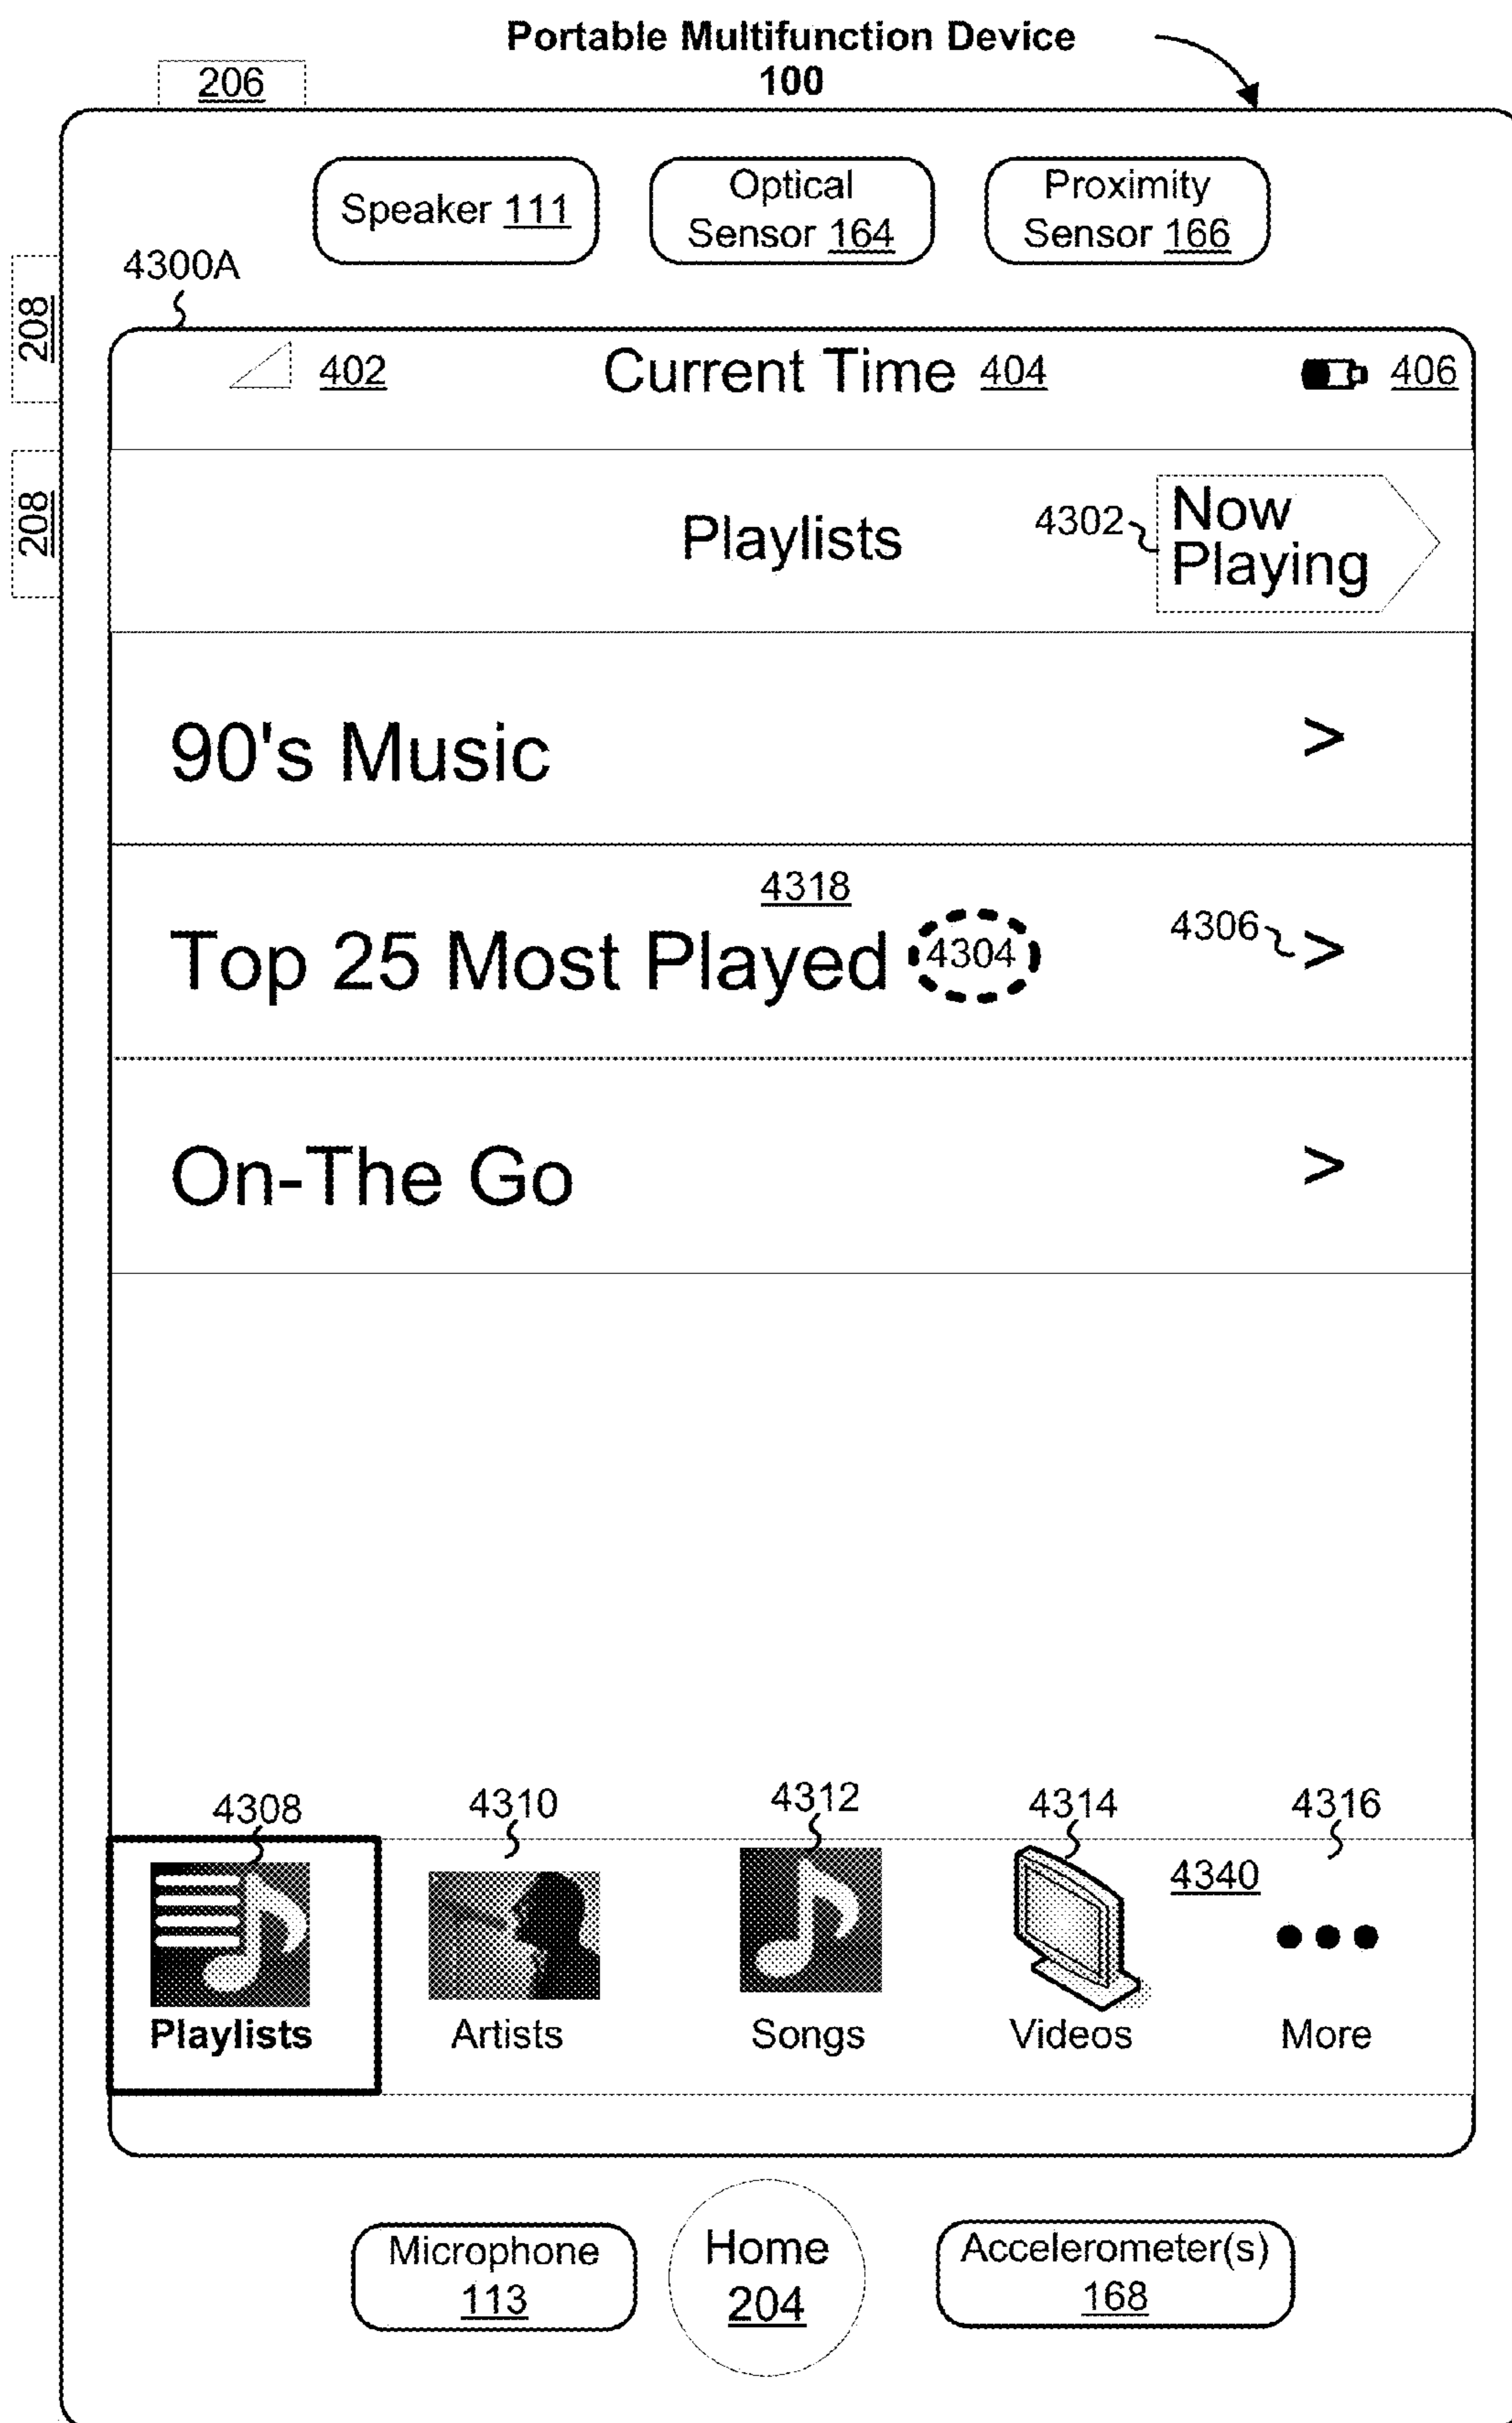 Portable Multifunction Device
100
206
Speaker 111
Optical
Sensor 164
Proximity
Sensor 166
4300A
208
402
Current Time 404
406
208
Playlists
4302
Now
Playing
90's Music
>
4318
Top 25 Most Played
4304
4306
>
On-The Go
>
4308
4310
4312
4314
4316
4340
Playlists
Artists
Songs
Videos
More
Microphone
113
Home
204
Accelerometer(s)
168